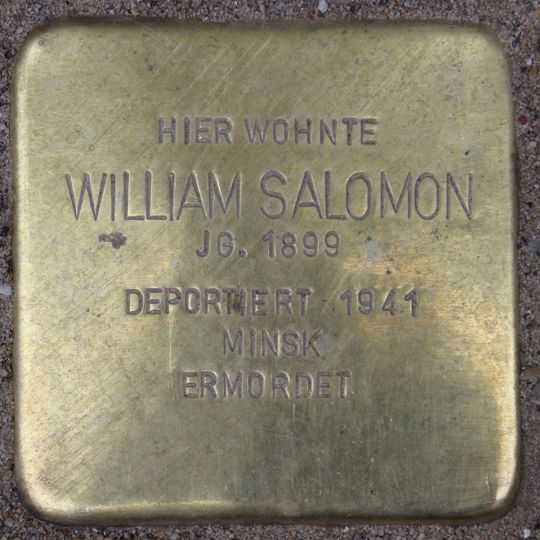 HIER WOHNTE
WILLIAM SALOMON
JG. 1899
DEPORTIERT 1941
MINSK
ERMORDET